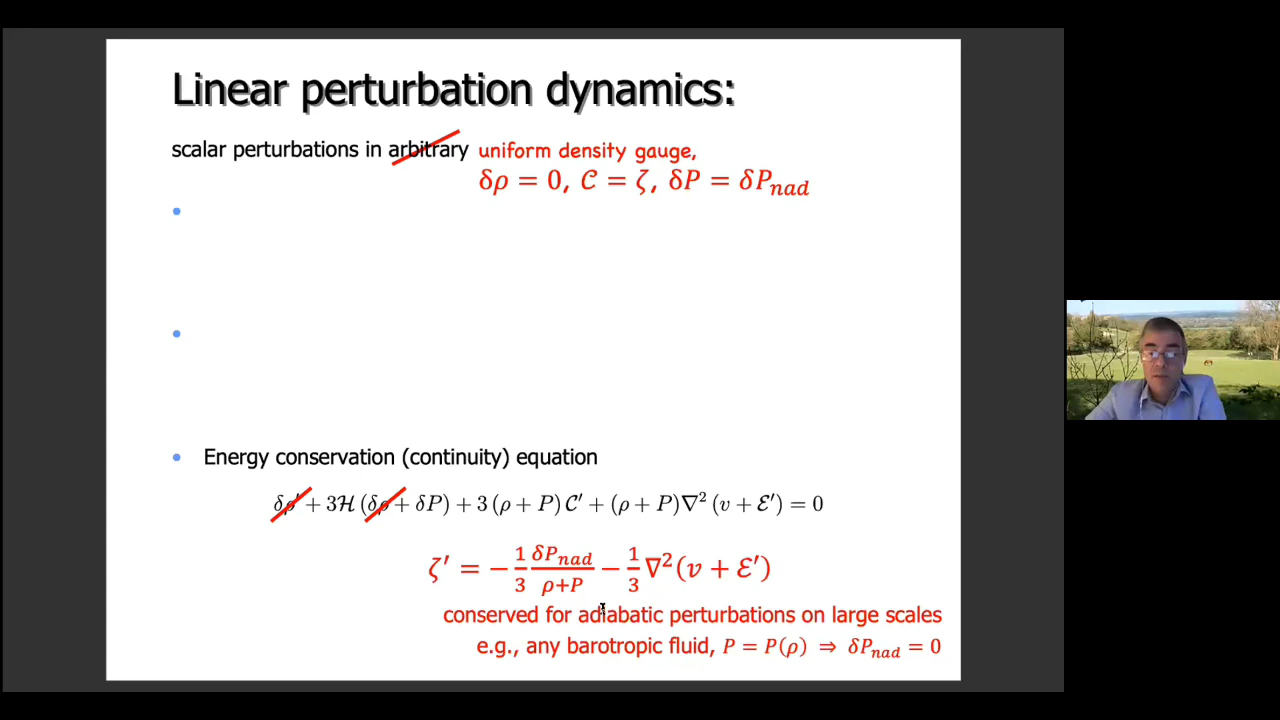 Linear perturbation dynamics:
scalar perturbations in arbitrary uniform density gauge,
δρ = 0, 𝒞 = ζ, δP = δP_nad
•
•
• Energy conservation (continuity) equation
δρ′ + 3ℋ (δρ + δP) + 3 (ρ + P) 𝒞′ + (ρ + P)∇² (v + ℰ′) = 0
ζ′ = − 1/3 δP_nad/ρ+P − 1/3 ∇²(v + ℰ′)
conserved for adiabatic perturbations on large scales
e.g., any barotropic fluid, P = P(ρ) ⇒ δP_nad = 0